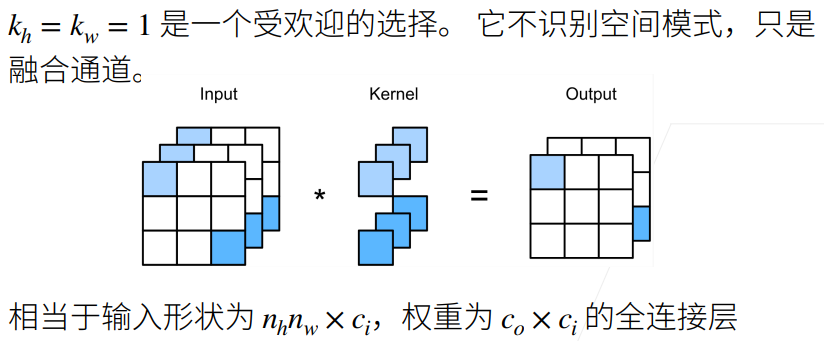 k_h = k_w = 1 是一个受欢迎的选择。 它不识别空间模式，只是
融合通道。
Input Kernel Output
* =
相当于输入形状为 n_h n_w × c_i，权重为 c_o × c_i 的全连接层